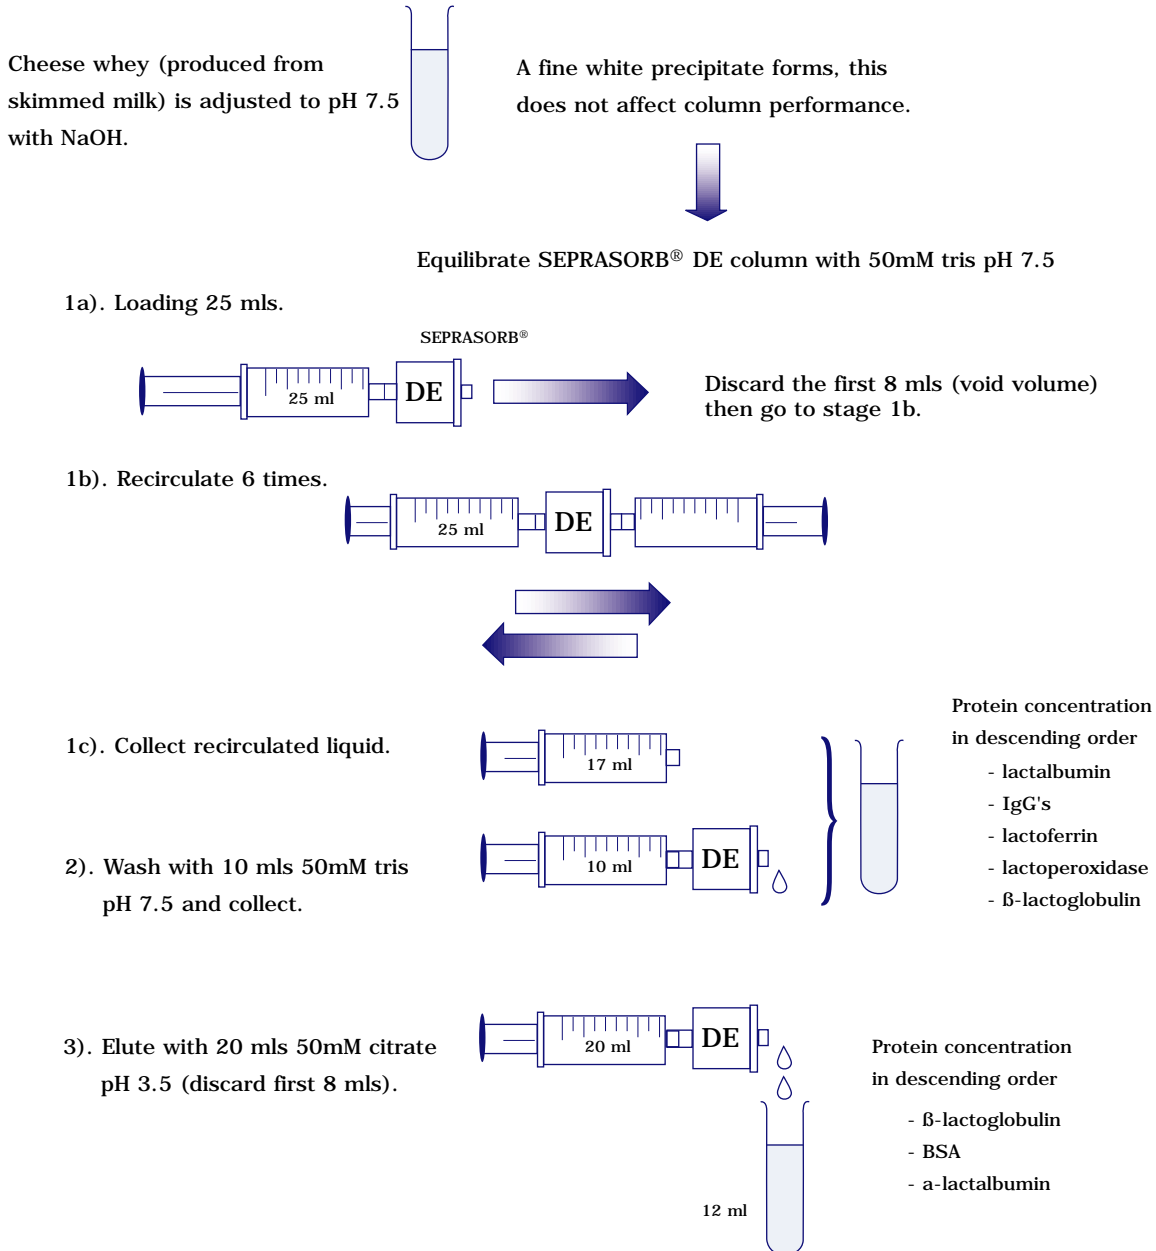 Cheese whey (produced from
skimmed milk) is adjusted to pH 7.5
with NaOH.
A fine white precipitate forms, this
does not affect column performance.
Equilibrate SEPRASORB® DE column with 50mM tris pH 7.5
1a). Loading 25 mls.
SEPRASORB®
25 ml
DE
Discard the first 8 mls (void volume)
then go to stage 1b.
1b). Recirculate 6 times.
25 ml
DE
1c). Collect recirculated liquid.
17 ml
2). Wash with 10 mls 50mM tris
pH 7.5 and collect.
10 ml
DE
Protein concentration
in descending order
- lactalbumin
- IgG's
- lactoferrin
- lactoperoxidase
- ß-lactoglobulin
3). Elute with 20 mls 50mM citrate
pH 3.5 (discard first 8 mls).
20 ml
DE
12 ml
Protein concentration
in descending order
- ß-lactoglobulin
- BSA
- a-lactalbumin